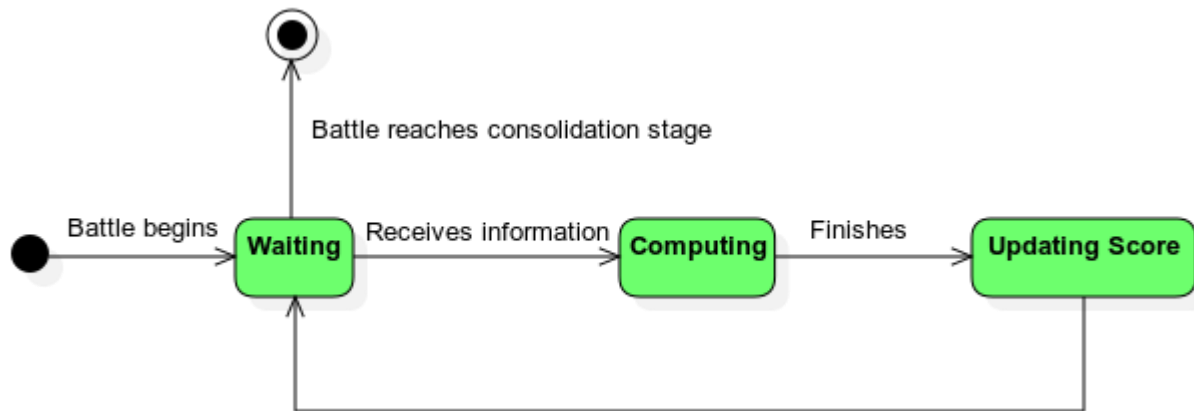 Battle reaches consolidation stage
Battle begins
Waiting
Receives information
Computing
Finishes
Updating Score